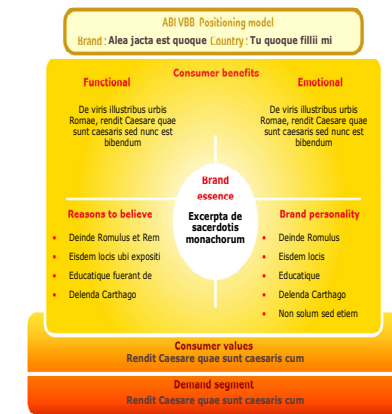 ABI VBB Positioning model
Brand : Alea jacta est quoque Country : Tu quoque fillii mi
Consumer benefits
Functional
De viris illustribus urbis
Romae, rendit Caesare quae
sunt caesaris sed nunc est
bibendum
Emotional
De viris illustribus urbis
Romae, rendit Caesare quae
sunt caesaris sed nunc est
bibendum
Brand
essence
Excerpta de
sacerdotis
monachorum
Reasons to believe
• Deinde Romulus et Rem
• Eisdem locis ubi expositi
• Educatique fuerant de
• Delenda Carthago
Brand personality
• Deinde Romulus
• Eisdem locis
• Educatique
• Delenda Carthago
• Non solum sed etiem
Consumer values
Rendit Caesare quae sunt caesaris cum
Demand segment
Rendit Caesare quae sunt caesaris cum